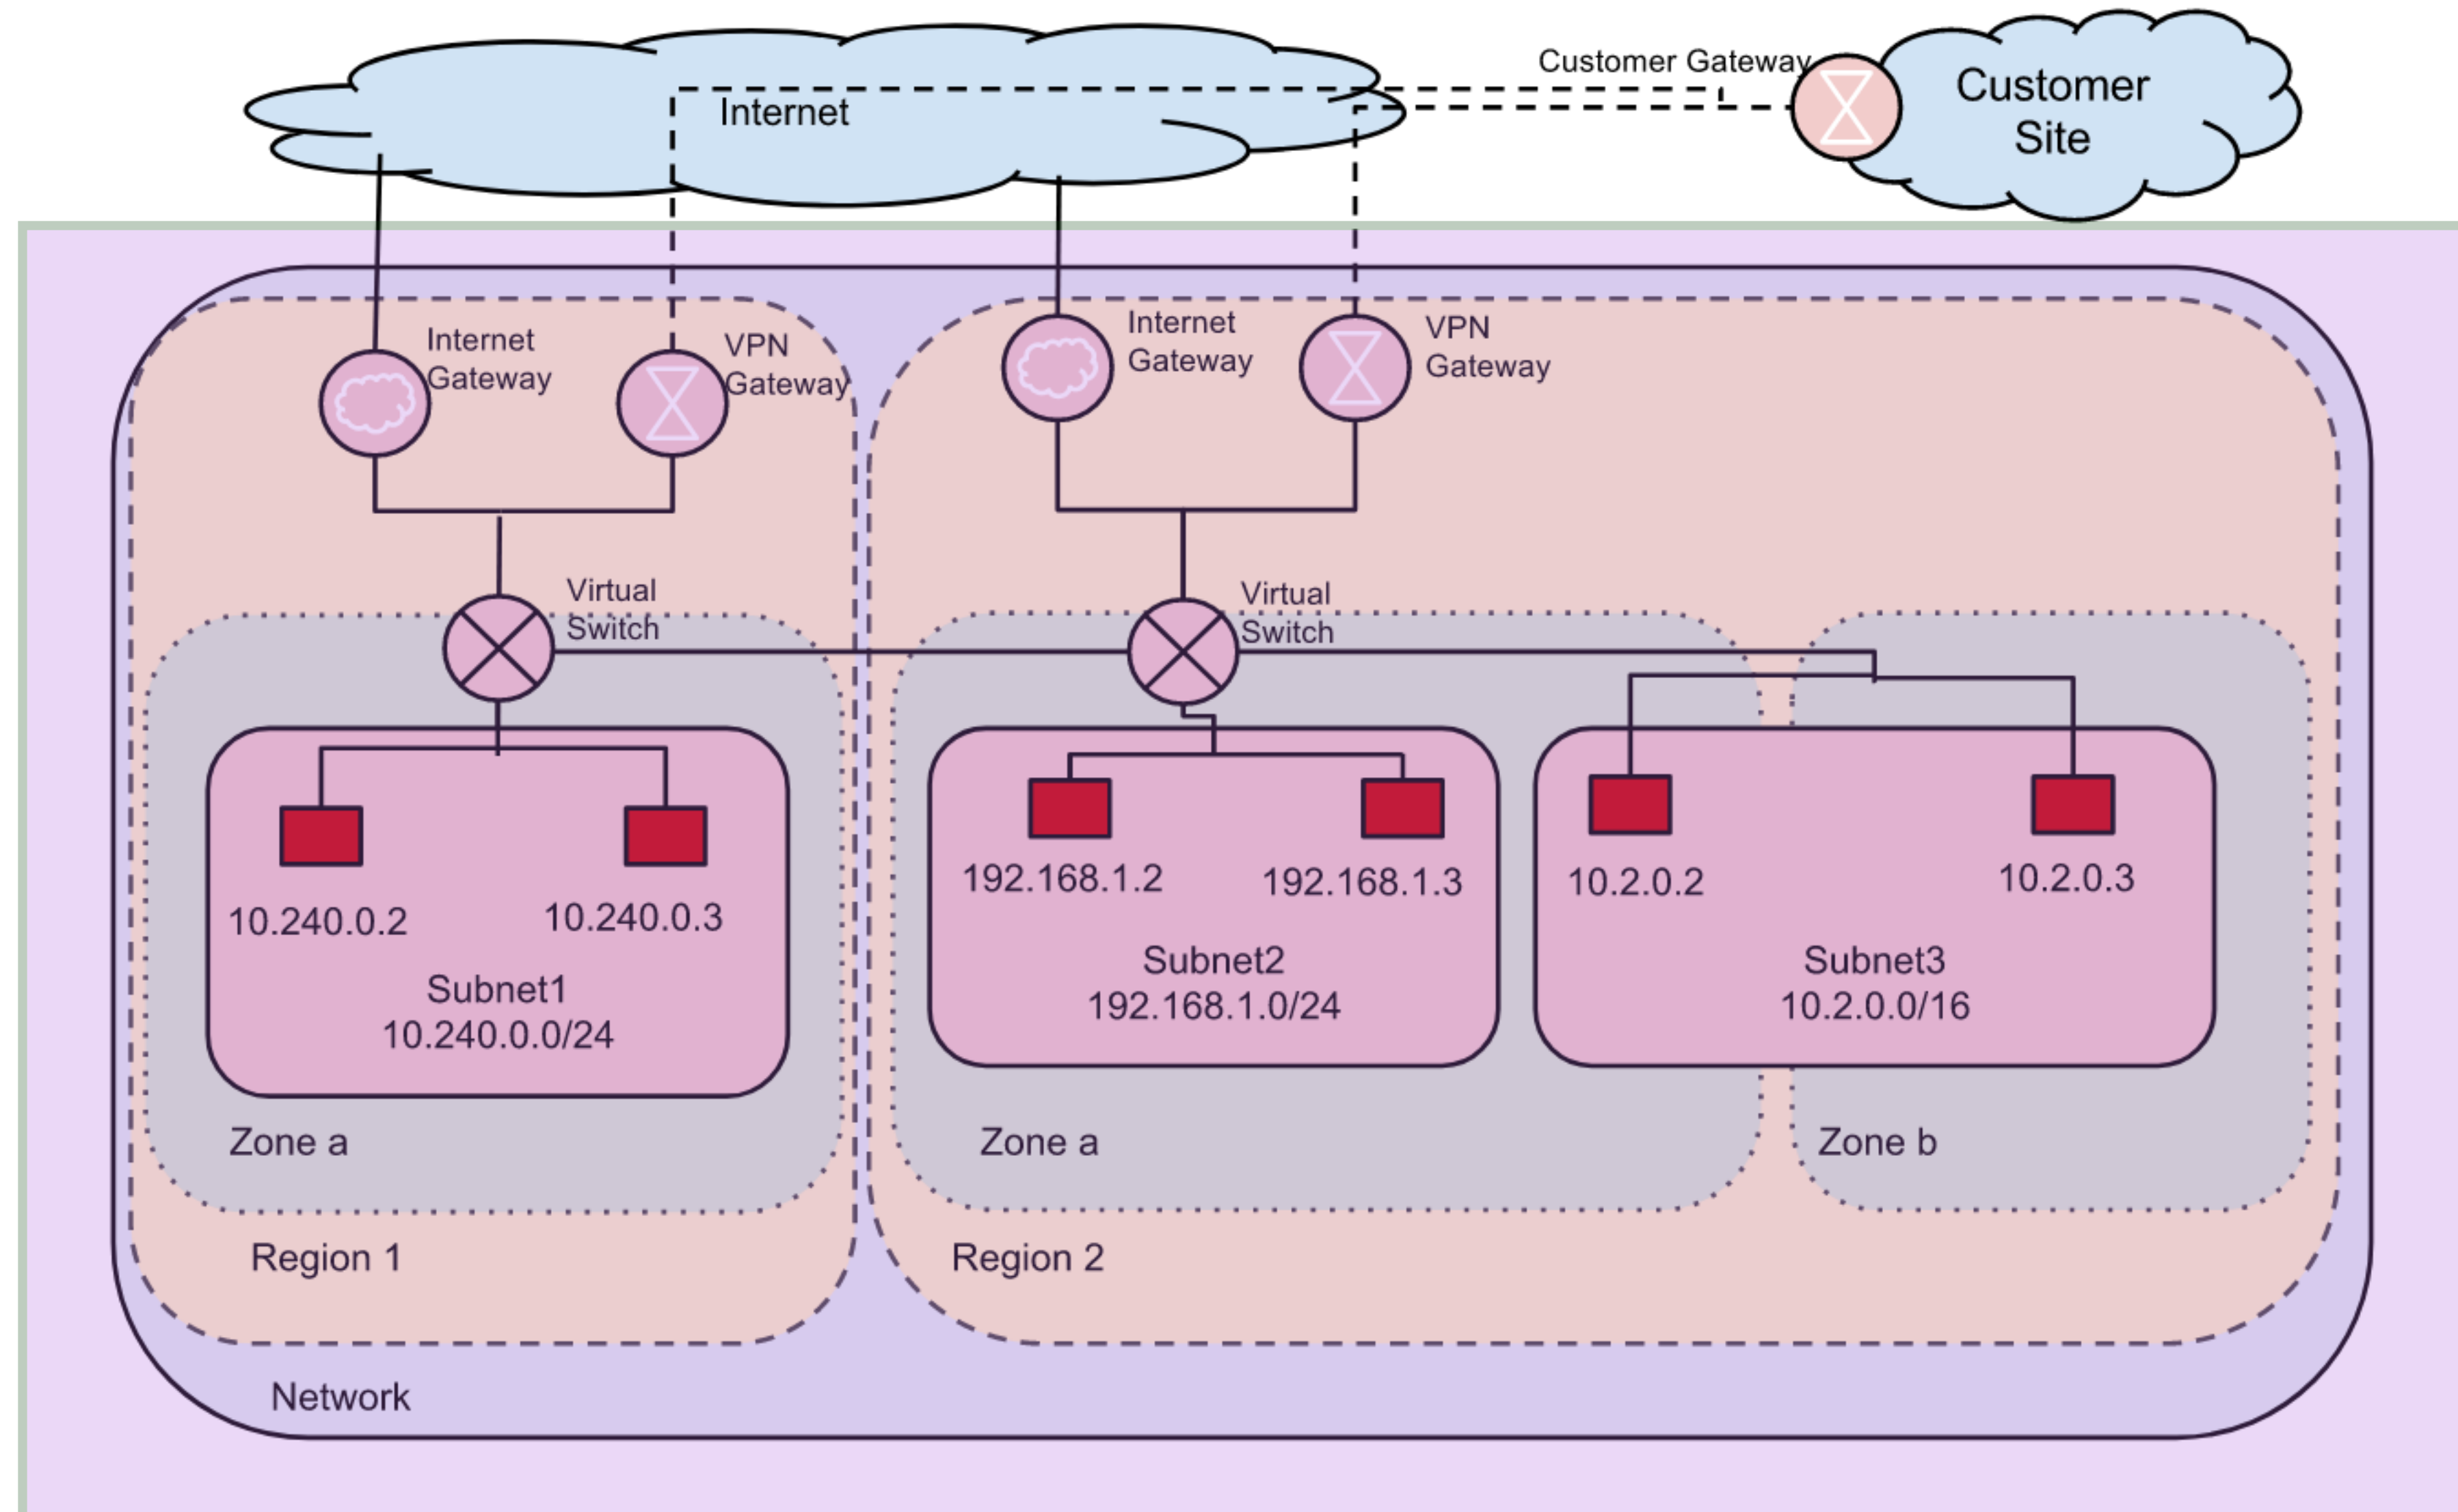 Customer Gateway
Customer
Site
Internet
Internet
Gateway
VPN
Gateway
Internet
Gateway
VPN
Gateway
Virtual
Switch
Virtual
Switch
10.240.0.2
10.240.0.3
Subnet1
10.240.0.0/24
192.168.1.2
192.168.1.3
Subnet2
192.168.1.0/24
10.2.0.2
10.2.0.3
Subnet3
10.2.0.0/16
Zone a
Zone a
Zone b
Region 1
Region 2
Network